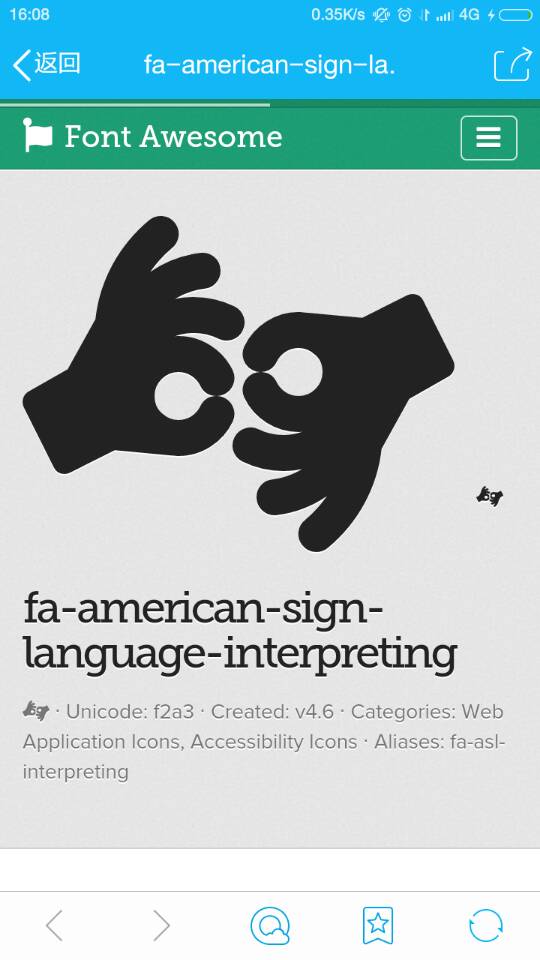 16:08 0.35K/s 4G
返回 fa-american-sign-la.
Font Awesome
fa-american-sign-
language-interpreting
· Unicode: f2a3 · Created: v4.6 · Categories: Web
Application Icons, Accessibility Icons · Aliases: fa-asl-
interpreting